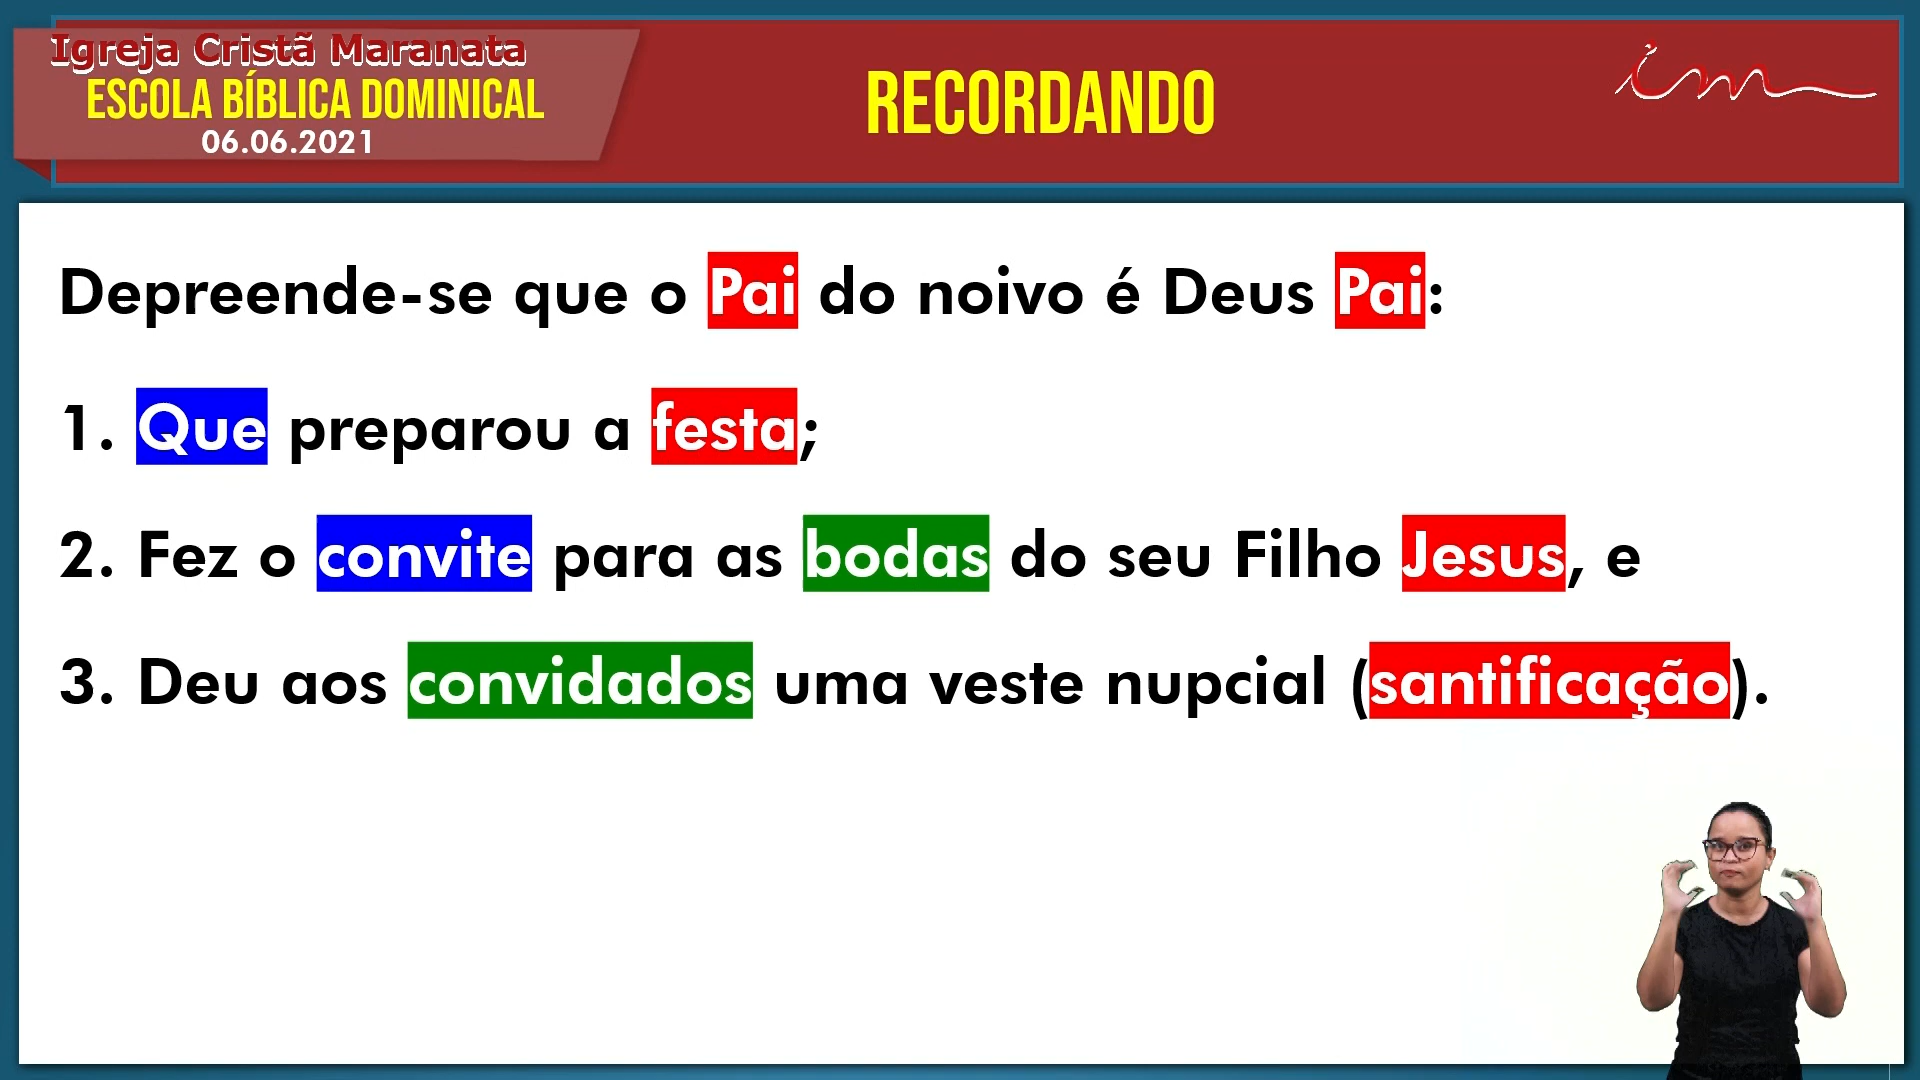 Igreja Cristã Maranata
ESCOLA BÍBLICA DOMINICAL
06.06.2021
RECORDANDO
im
Depreende-se que o Pai do noivo é Deus Pai:
1. Que preparou a festa;
2. Fez o convite para as bodas do seu Filho Jesus, e
3. Deu aos convidados uma veste nupcial (santificação).